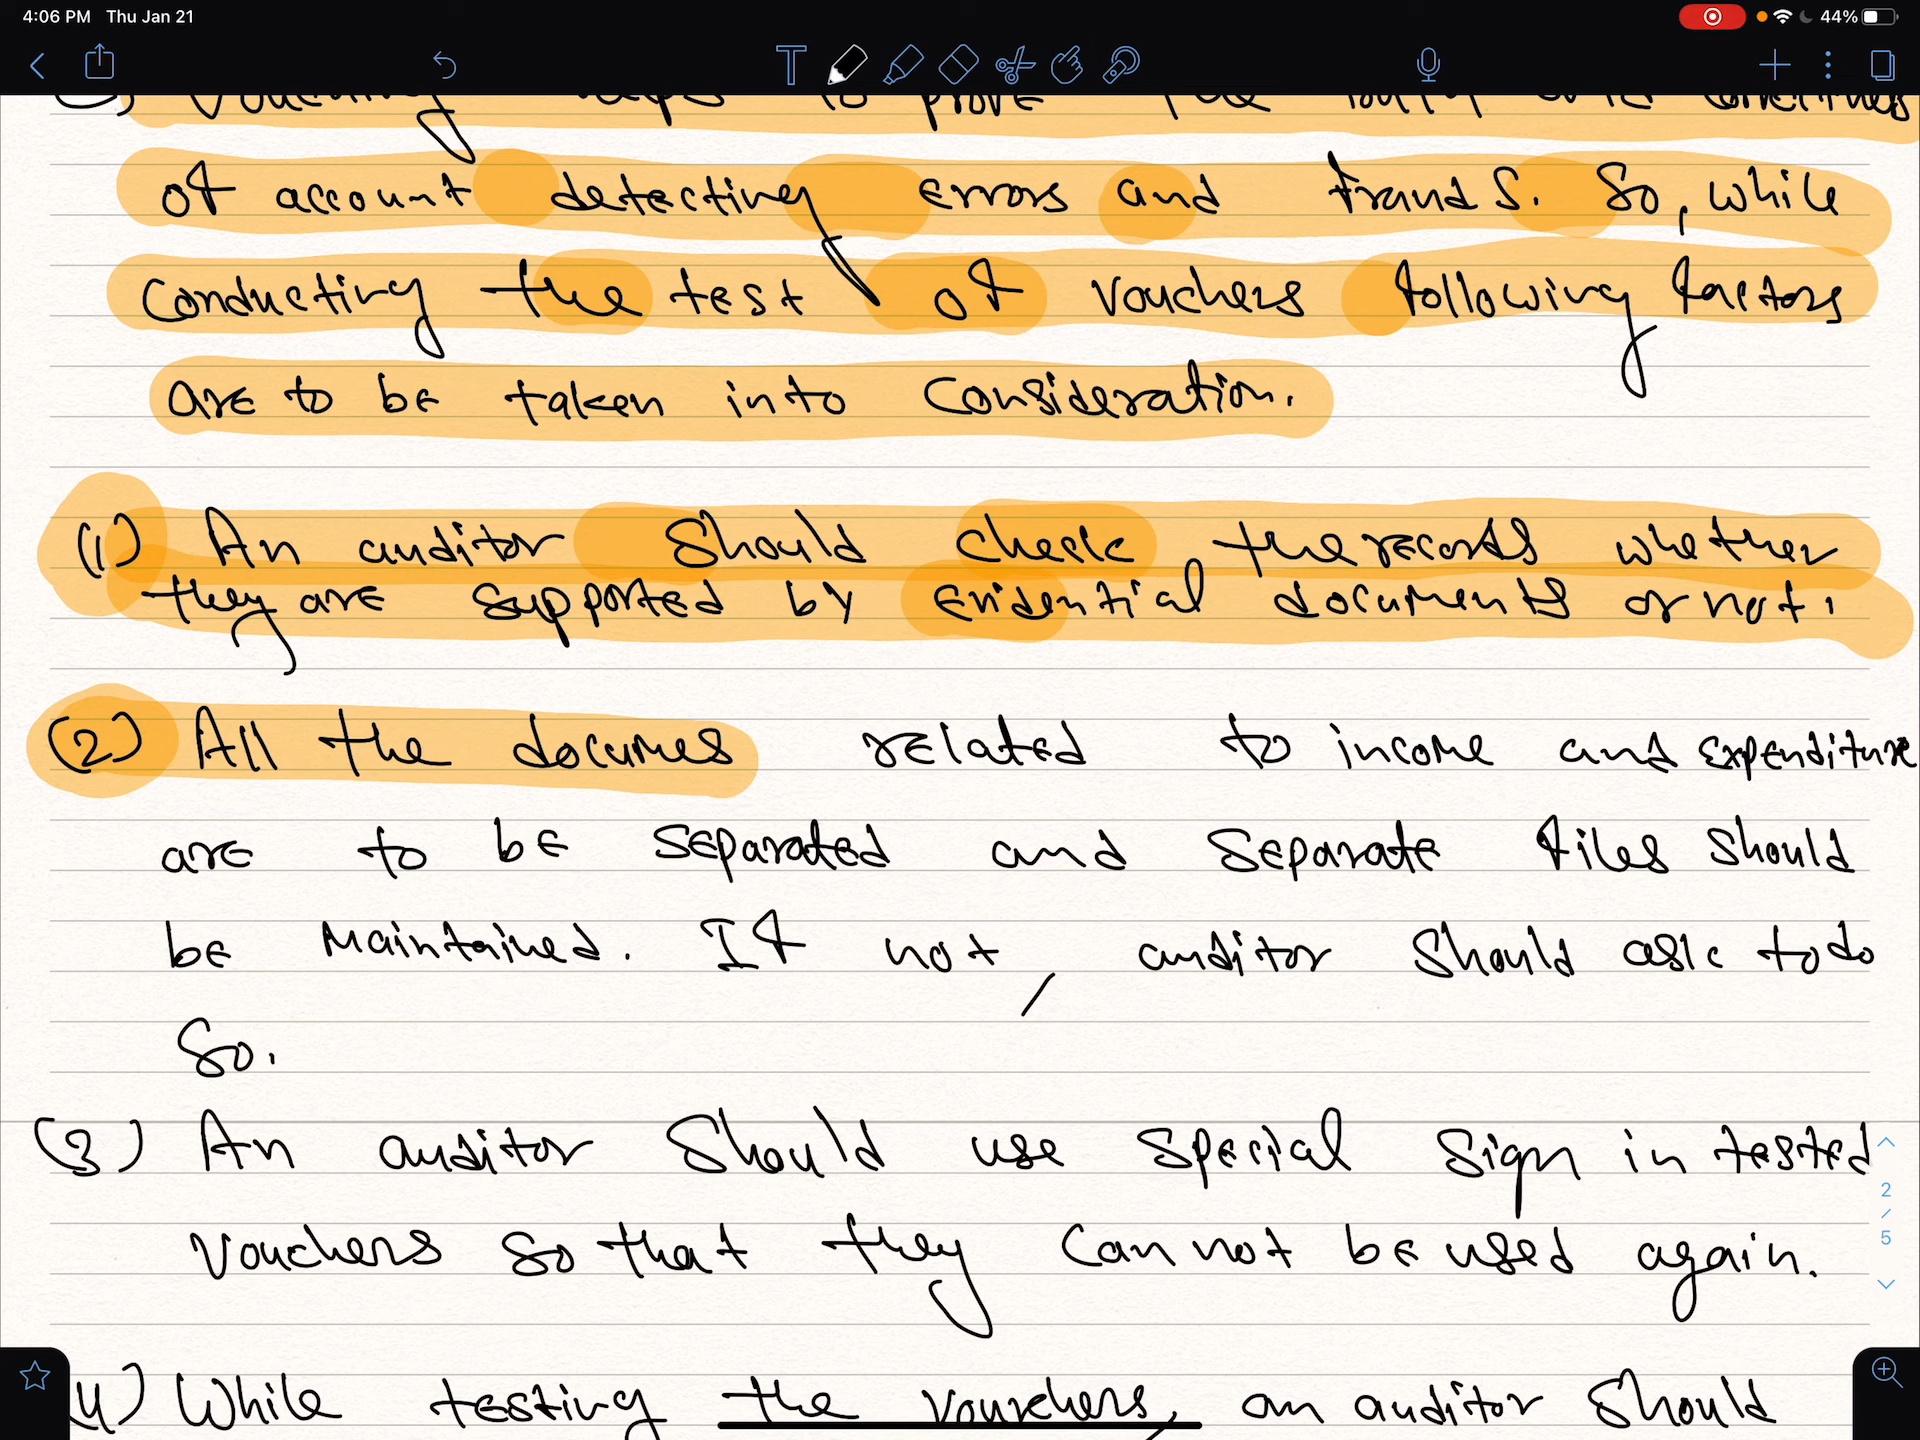 4:06 PM Thu Jan 21
44%
Vouching helps to prove the
of account detecting errors and frauds. So, while
conducting the test of vouchers following factors
are to be taken into consideration.
(1) An auditor should check the records whether
they are supported by evidential documents or not.
(2) All the documes related to income and expenditure
are to be separated and separate files should
be maintained. If not, auditor should ask to do
so.
(3) An auditor should use special sign in tested
vouchers so that they can not be used again.
2
/
5
(4) While testing the vouchers, an auditor should